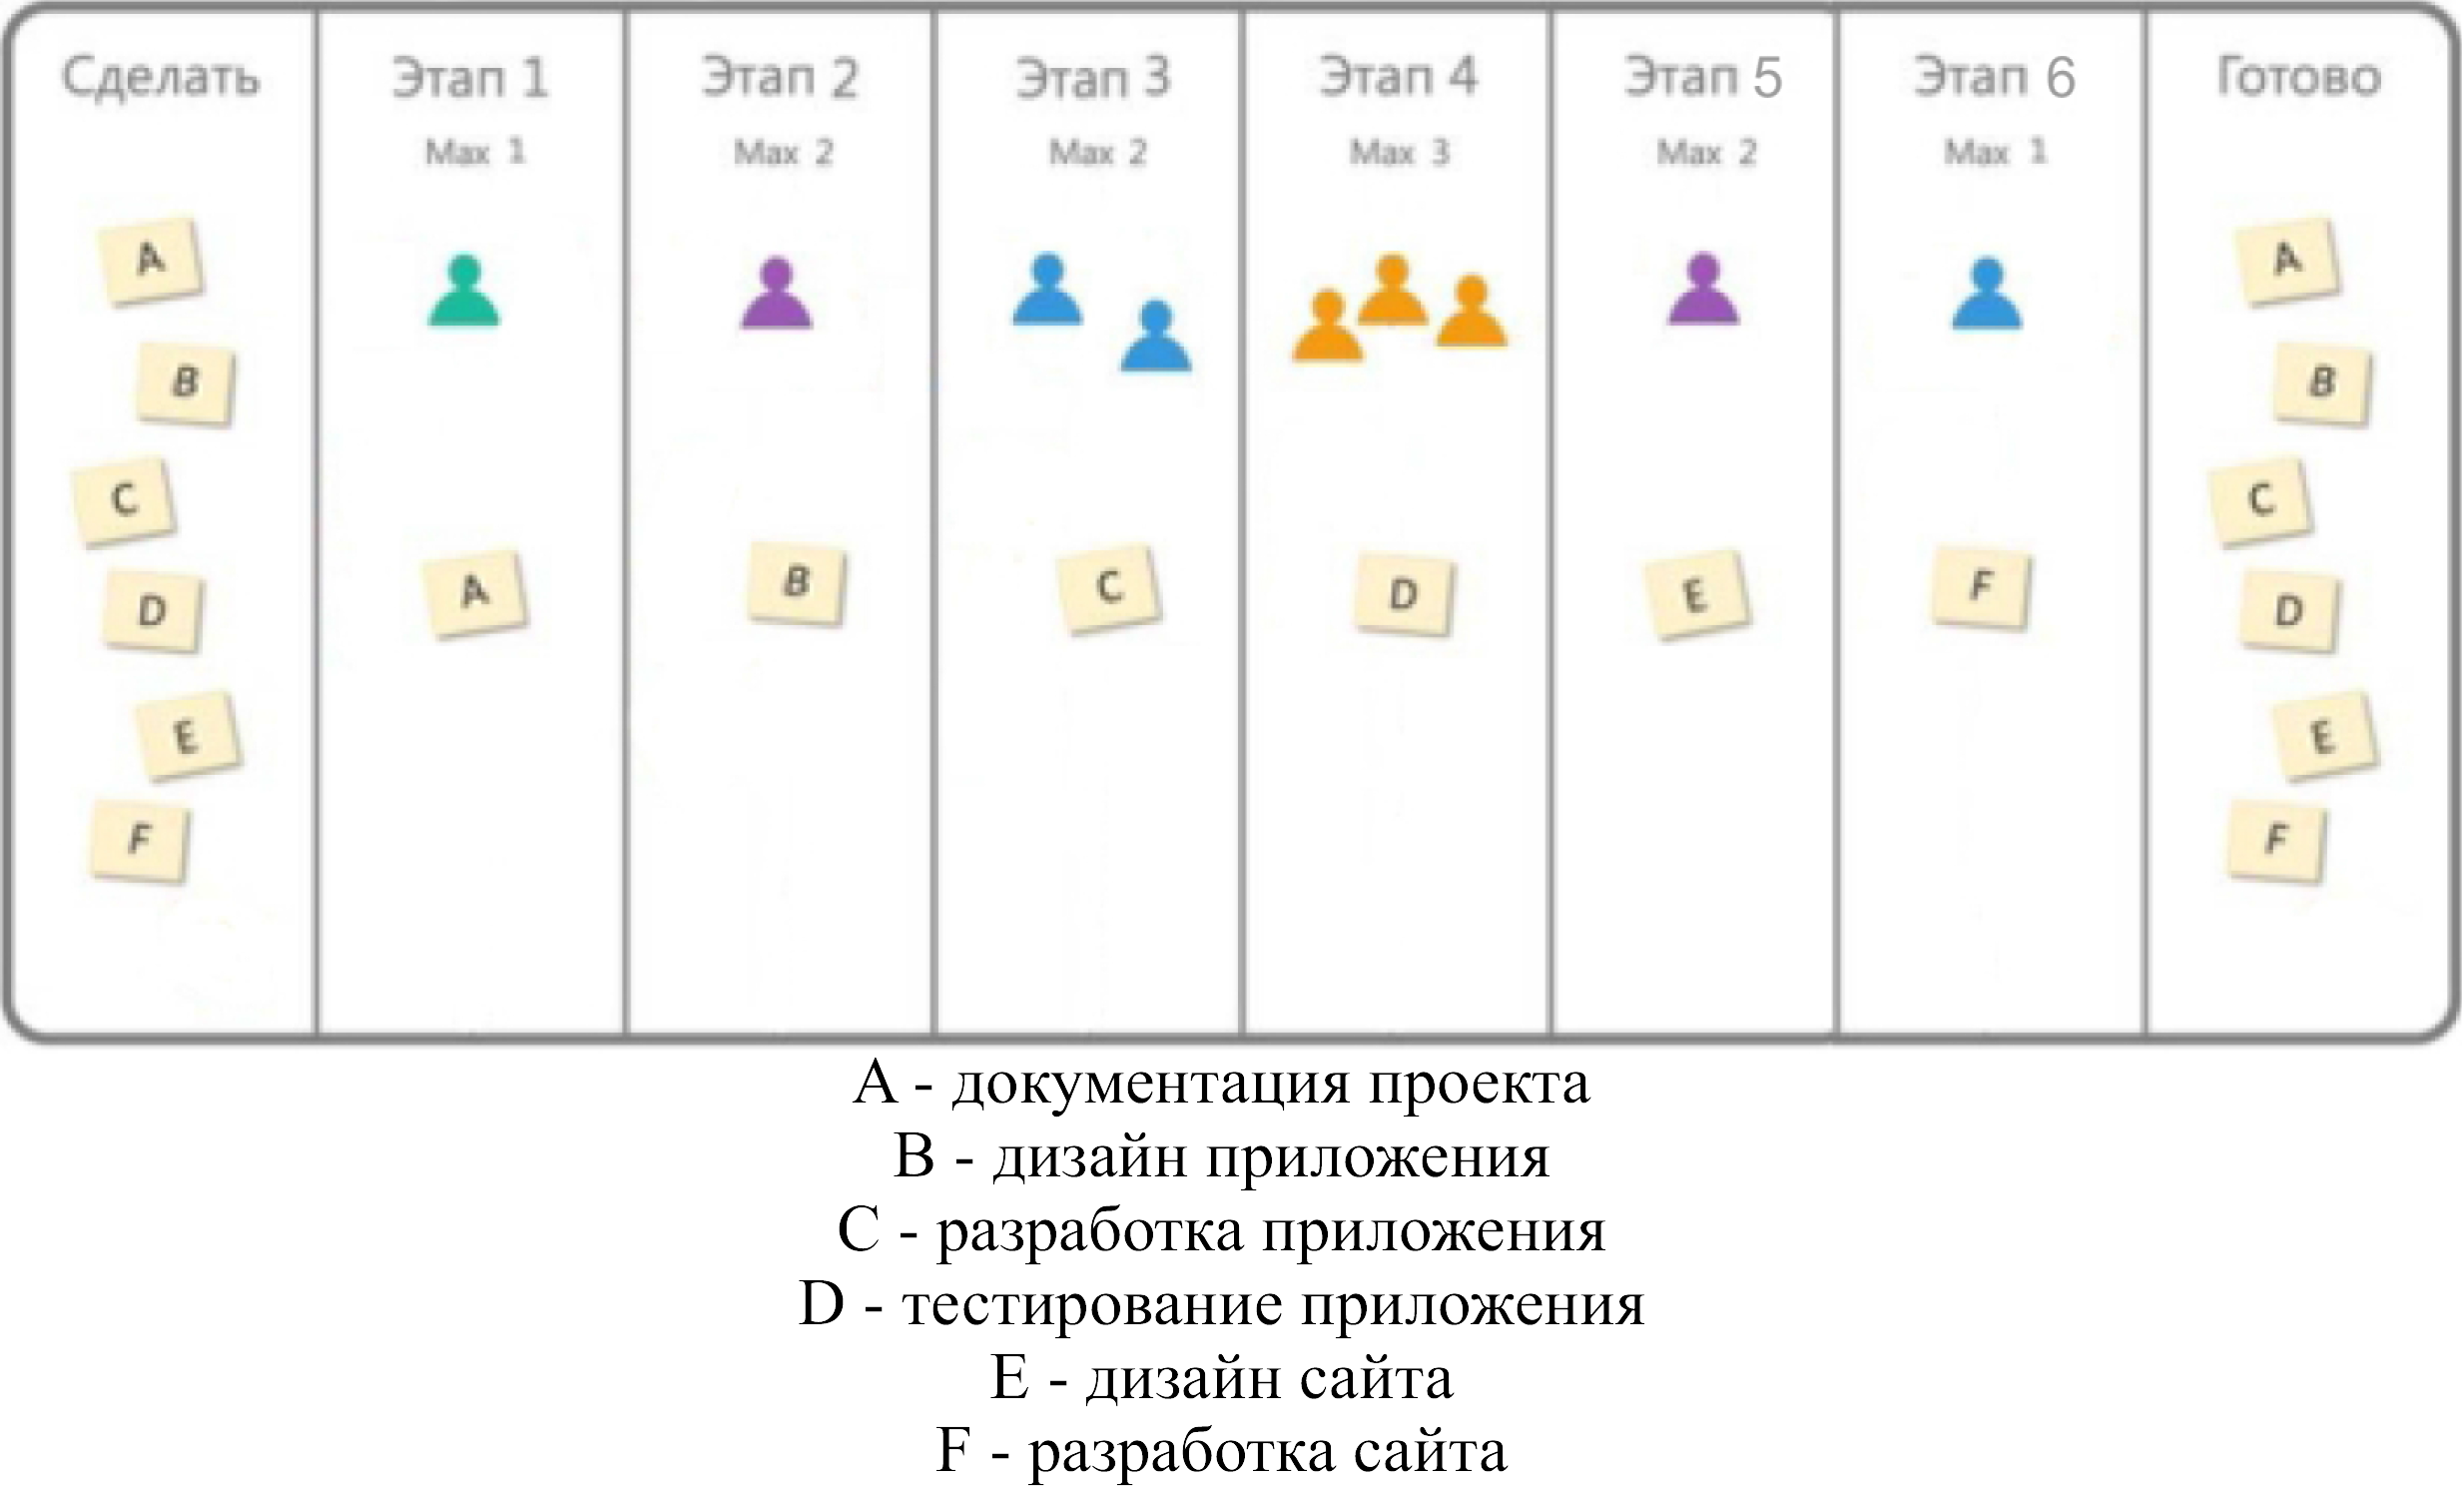 Сделать Этап 1 Этап 2 Этап 3 Этап 4 Этап 5 Этап 6 Готово
Max 1 Max 2 Max 2 Max 3 Max 2 Max 1
A A
B B
C C
A B C D E F
D D
E E
F F
A - документация проекта
B - дизайн приложения
C - разработка приложения
D - тестирование приложения
E - дизайн сайта
F - разработка сайта